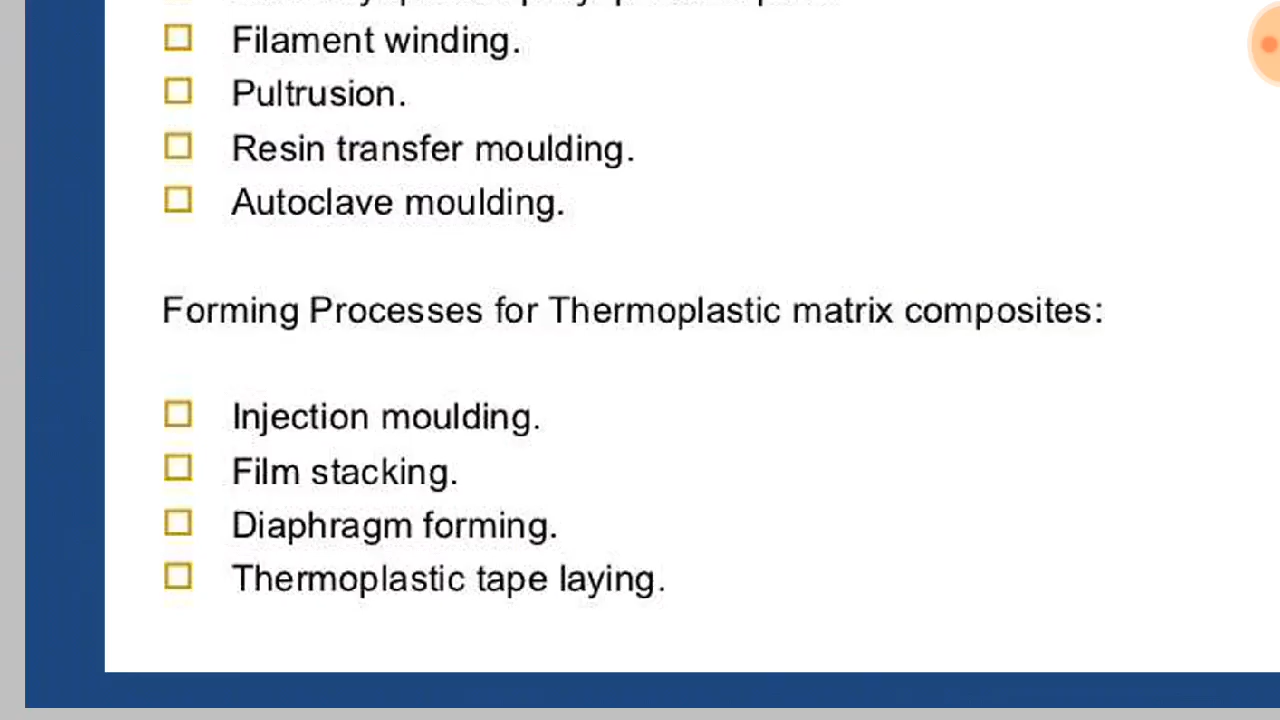 Filament winding.
Pultrusion.
Resin transfer moulding.
Autoclave moulding.
Forming Processes for Thermoplastic matrix composites:
Injection moulding.
Film stacking.
Diaphragm forming.
Thermoplastic tape laying.